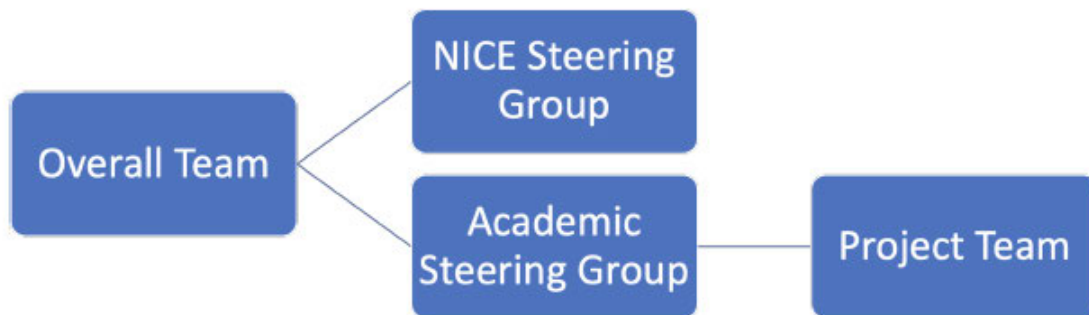 NICE Steering
Group
Overall Team
Academic
Steering Group
Project Team